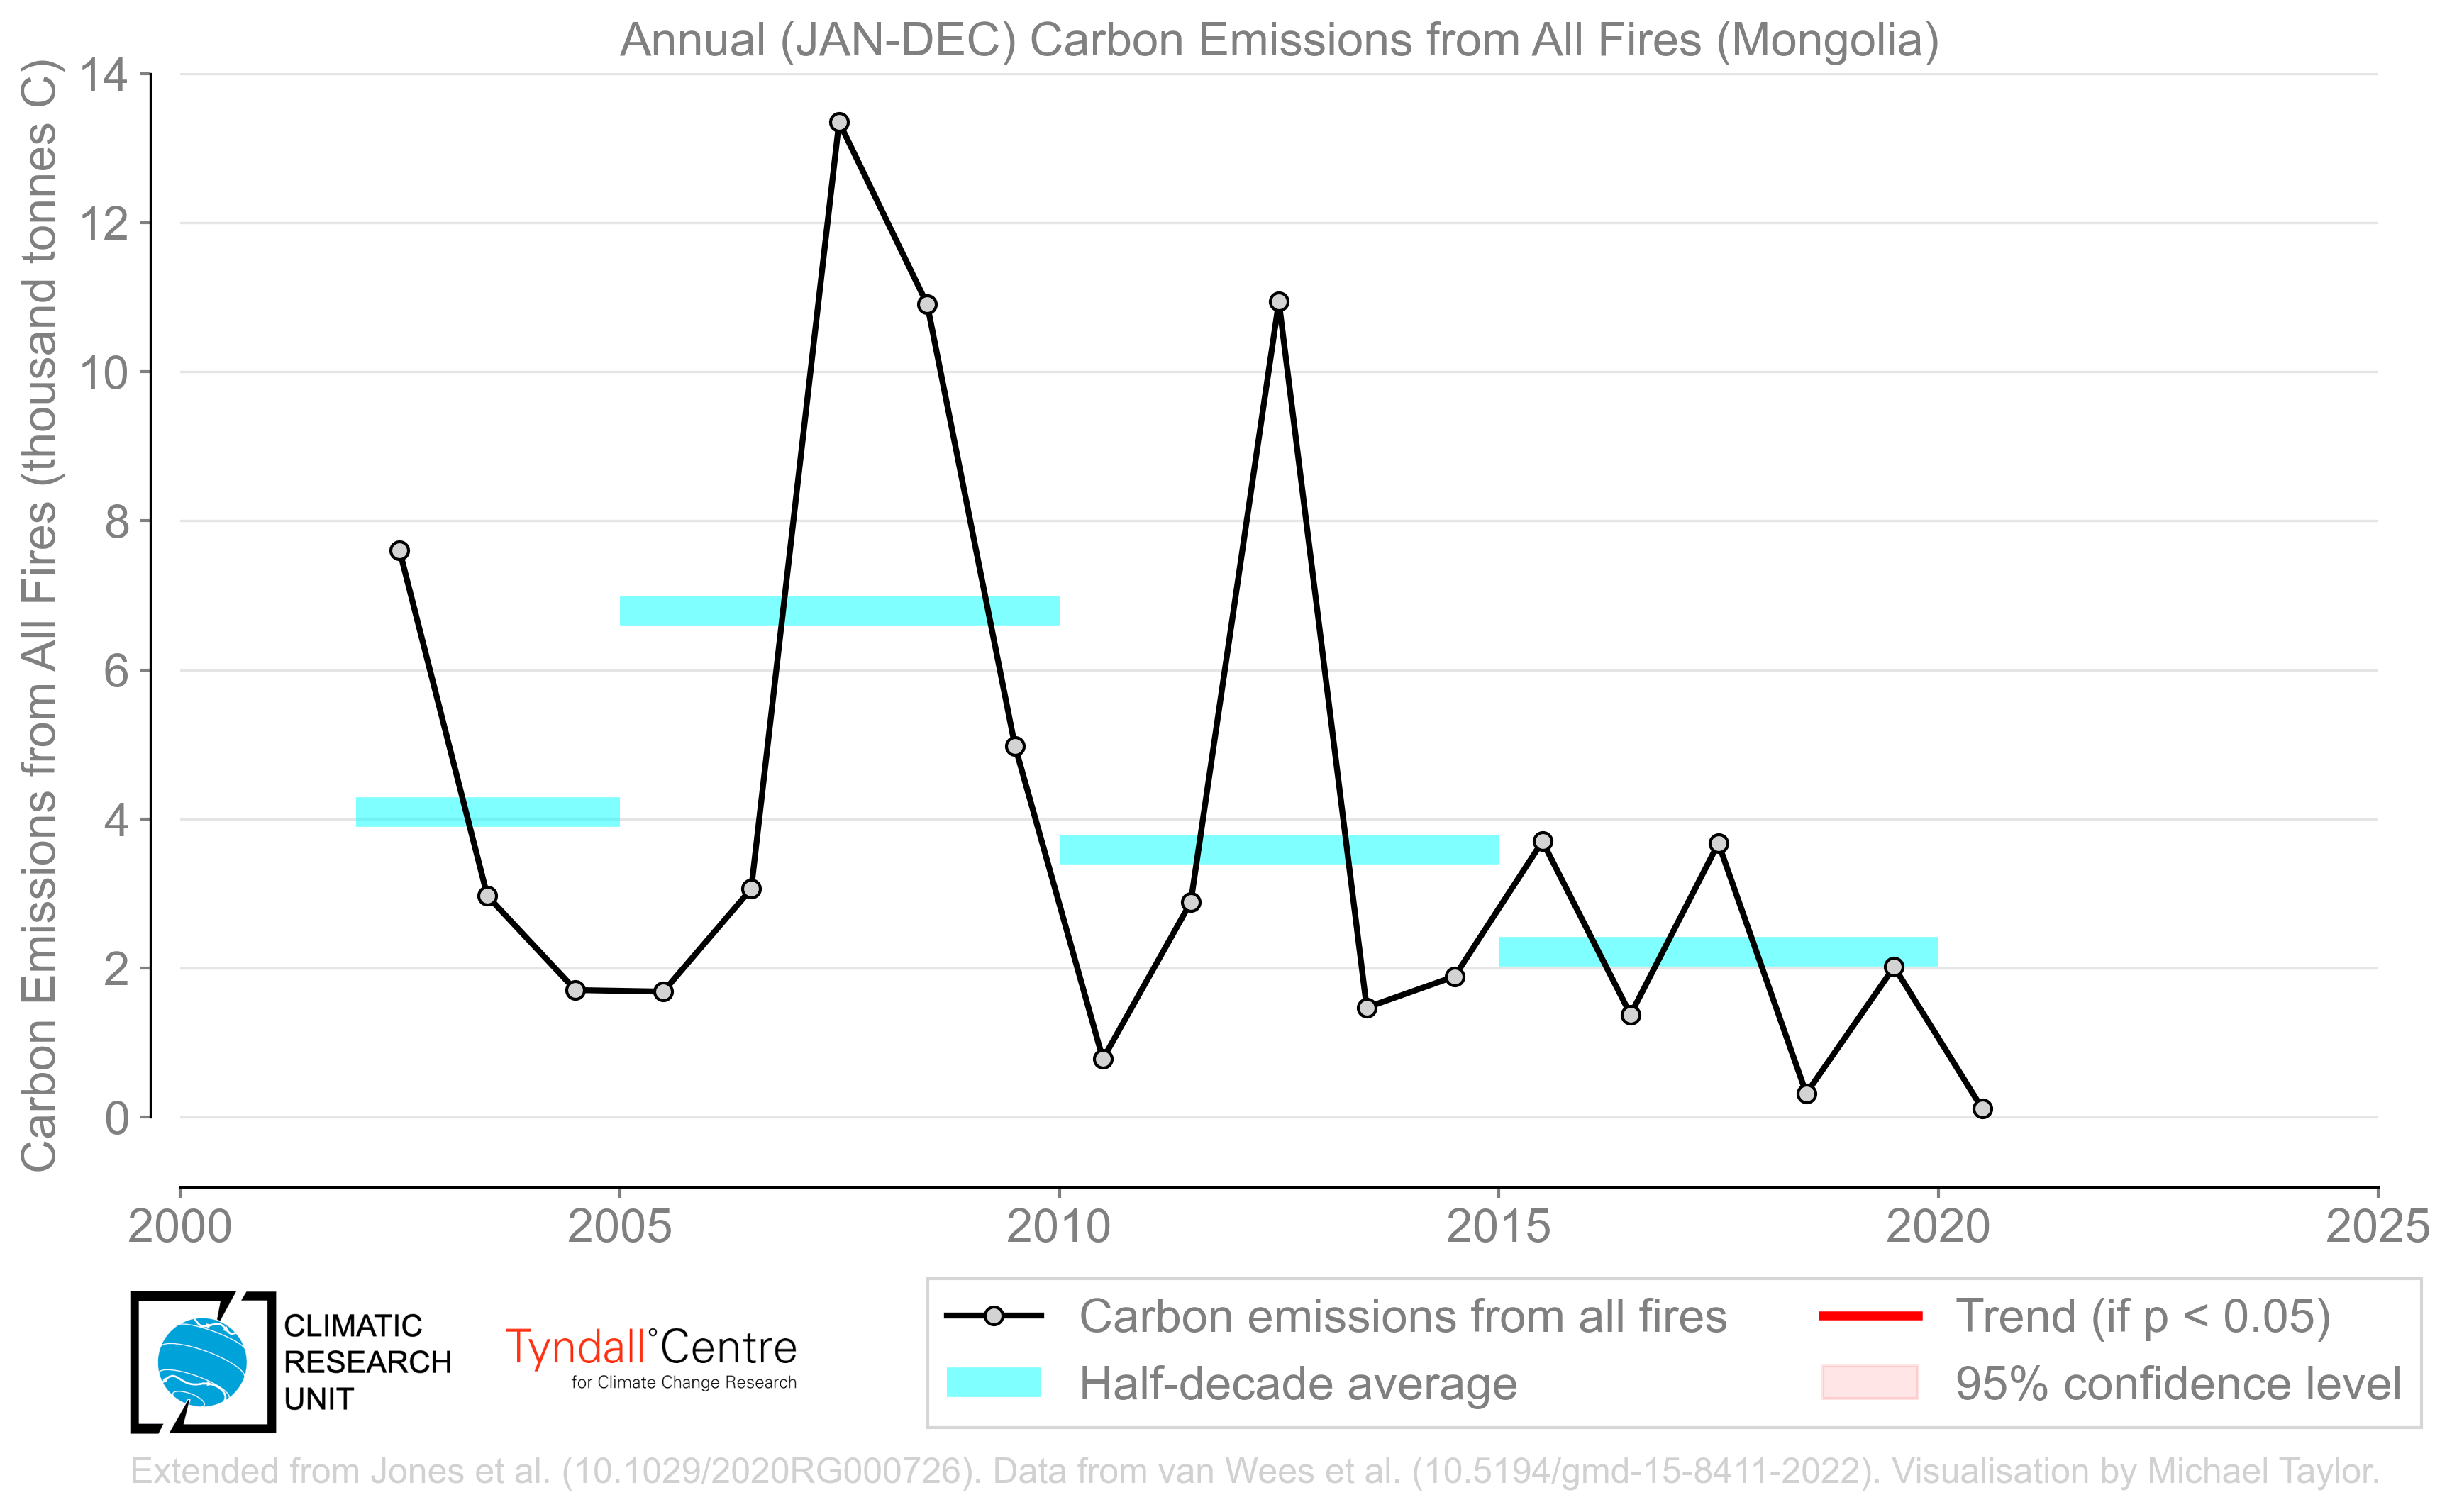 Annual (JAN-DEC) Carbon Emissions from All Fires (Mongolia)
Carbon Emissions from All Fires (thousand tonnes C)
14
12
10
8
6
4
2
0
2000 2005 2010 2015 2020 2025
CLIMATIC
RESEARCH
UNIT
Tyndall°Centre
for Climate Change Research
Carbon emissions from all fires
Half-decade average
Trend (if p < 0.05)
95% confidence level
Extended from Jones et al. (10.1029/2020RG000726). Data from van Wees et al. (10.5194/gmd-15-8411-2022). Visualisation by Michael Taylor.